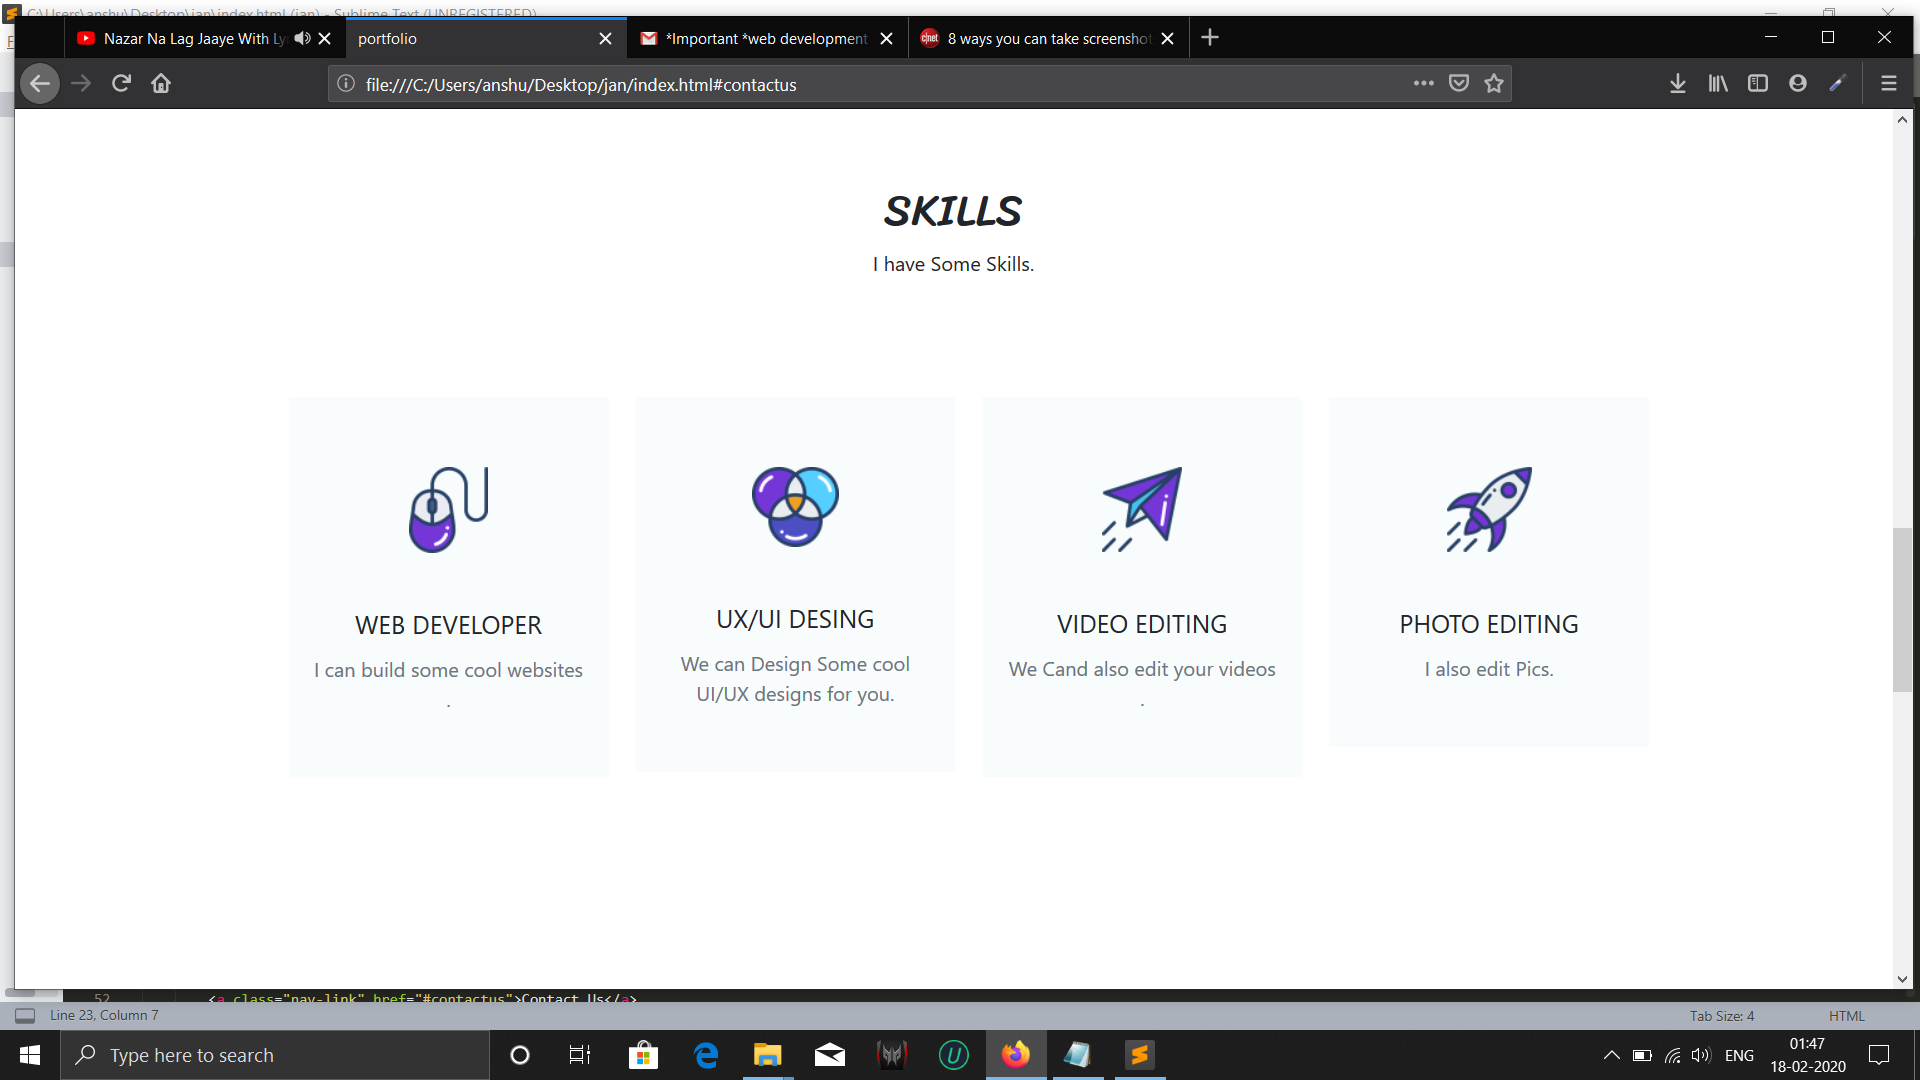 C:\Users\anshu\Desktop\jan\index.html (jan) - Sublime Text (UNREGISTERED)
F
Nazar Na Lag Jaaye With Ly
portfolio
*Important *web development
c|net
8 ways you can take screenshot
file:///C:/Users/anshu/Desktop/jan/index.html#contactus
SKILLS
I have Some Skills.
WEB DEVELOPER
I can build some cool websites
.
UX/UI DESING
We can Design Some cool
UI/UX designs for you.
VIDEO EDITING
We Cand also edit your videos
.
PHOTO EDITING
I also edit Pics.
52 <a class="nav-link" href="#contactus">Contact Us</a>
Line 23, Column 7
Tab Size: 4
HTML
Type here to search
ENG
01:47
18-02-2020